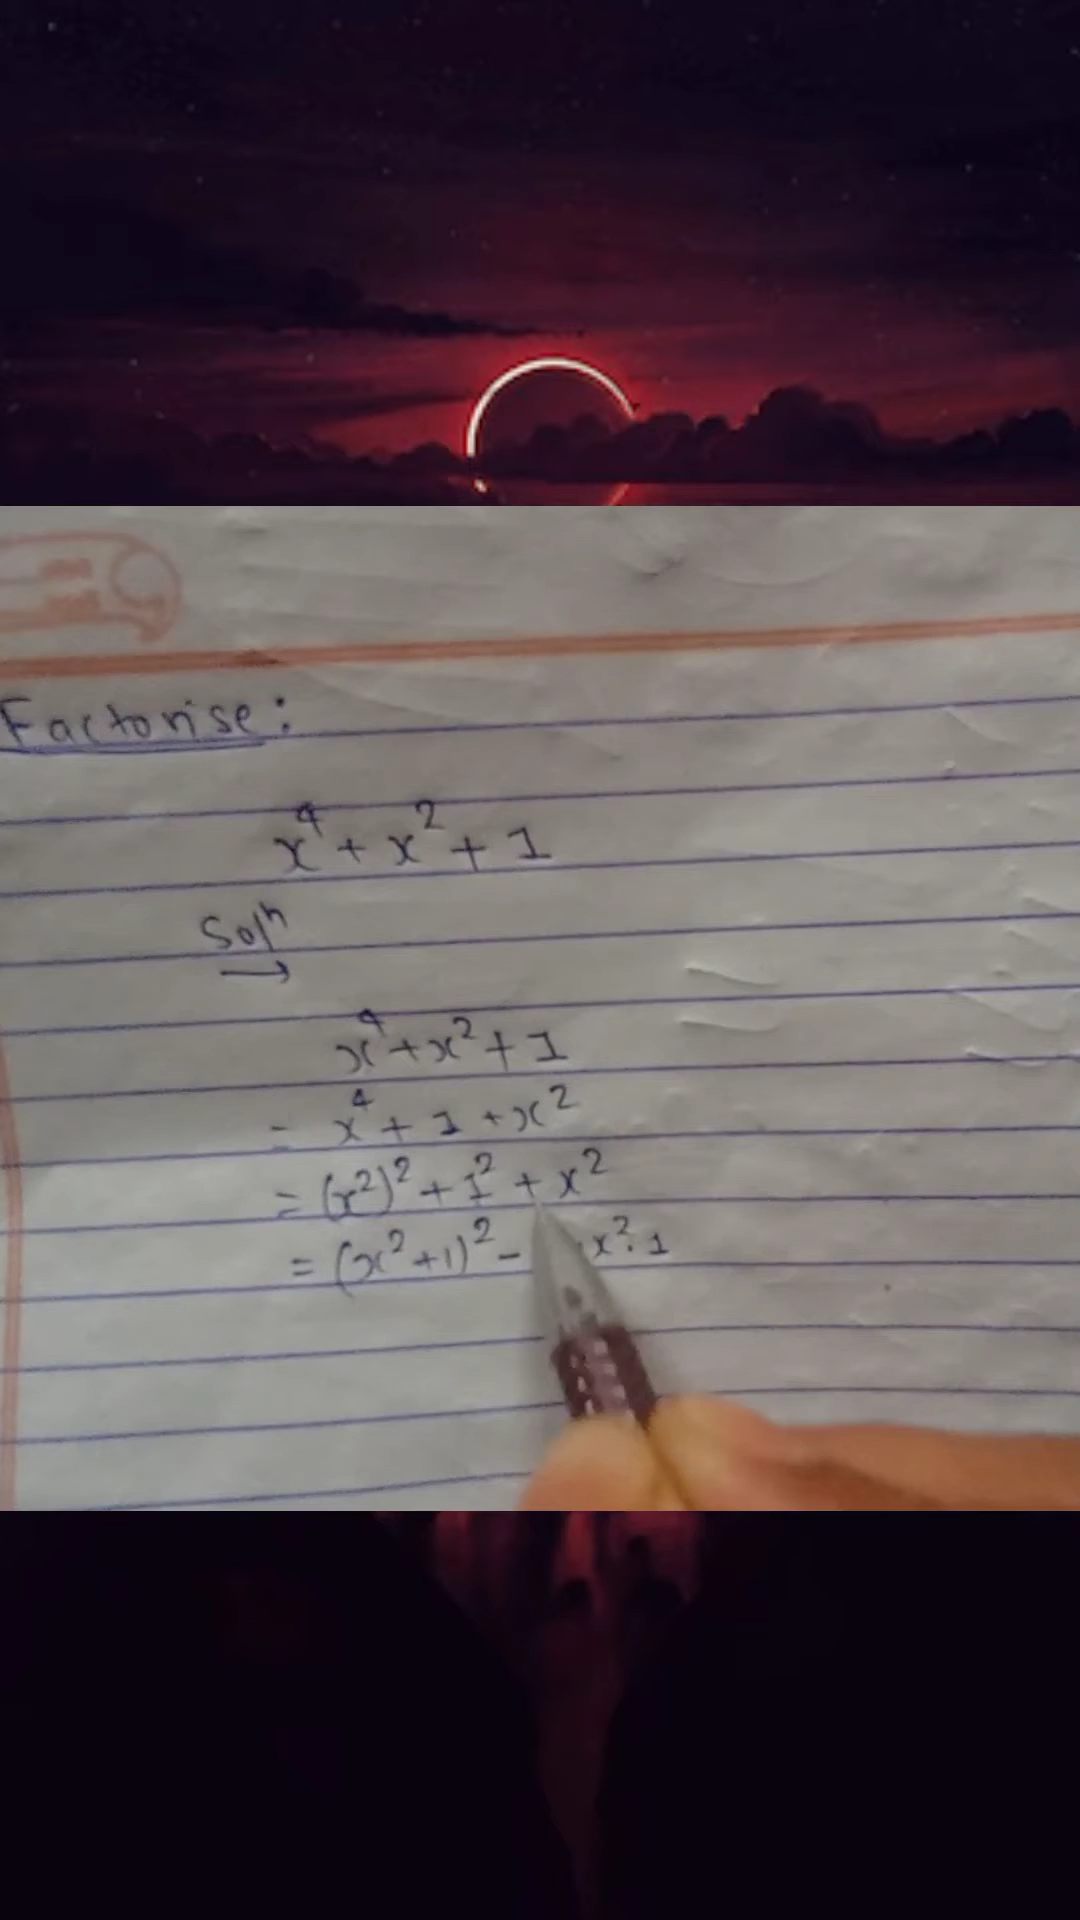 Factorise:
x⁴ + x² + 1
Solⁿ
x⁴ + x² + 1
= x⁴ + 1 + x²
= (x²)² + 1² + x²
= (x² + 1)² - x². 1